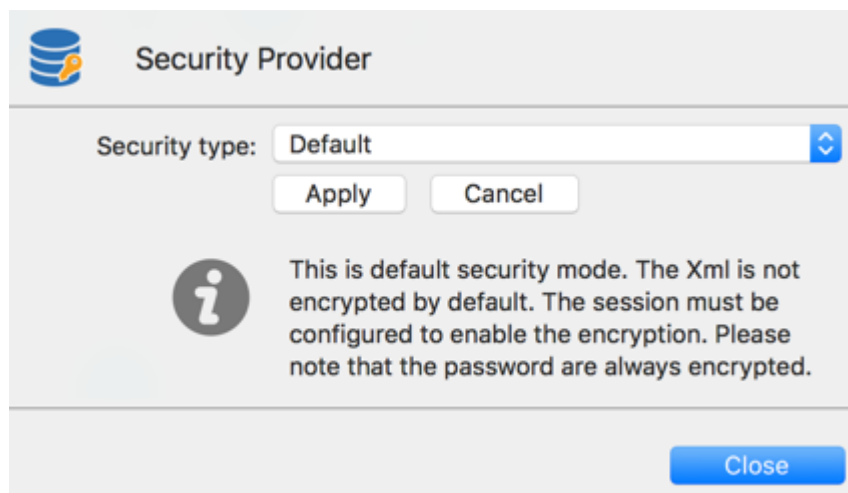 Security Provider
Security type: Default
Apply Cancel
This is default security mode. The Xml is not
encrypted by default. The session must be
configured to enable the encryption. Please
note that the password are always encrypted.
Close